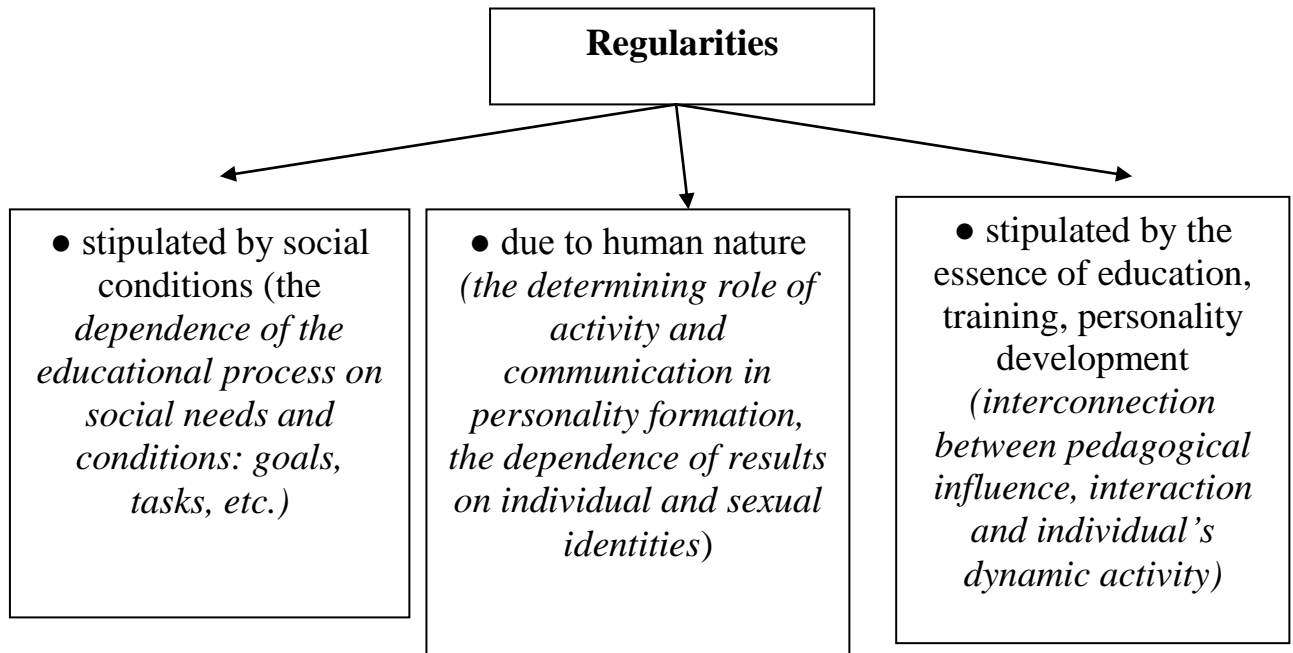 Regularities
● stipulated by social
conditions (the
dependence of the
educational process on
social needs and
conditions: goals,
tasks, etc.)
● due to human nature
(the determining role of
activity and
communication in
personality formation,
the dependence of results
on individual and sexual
identities)
● stipulated by the
essence of education,
training, personality
development
(interconnection
between pedagogical
influence, interaction
and individual’s
dynamic activity)